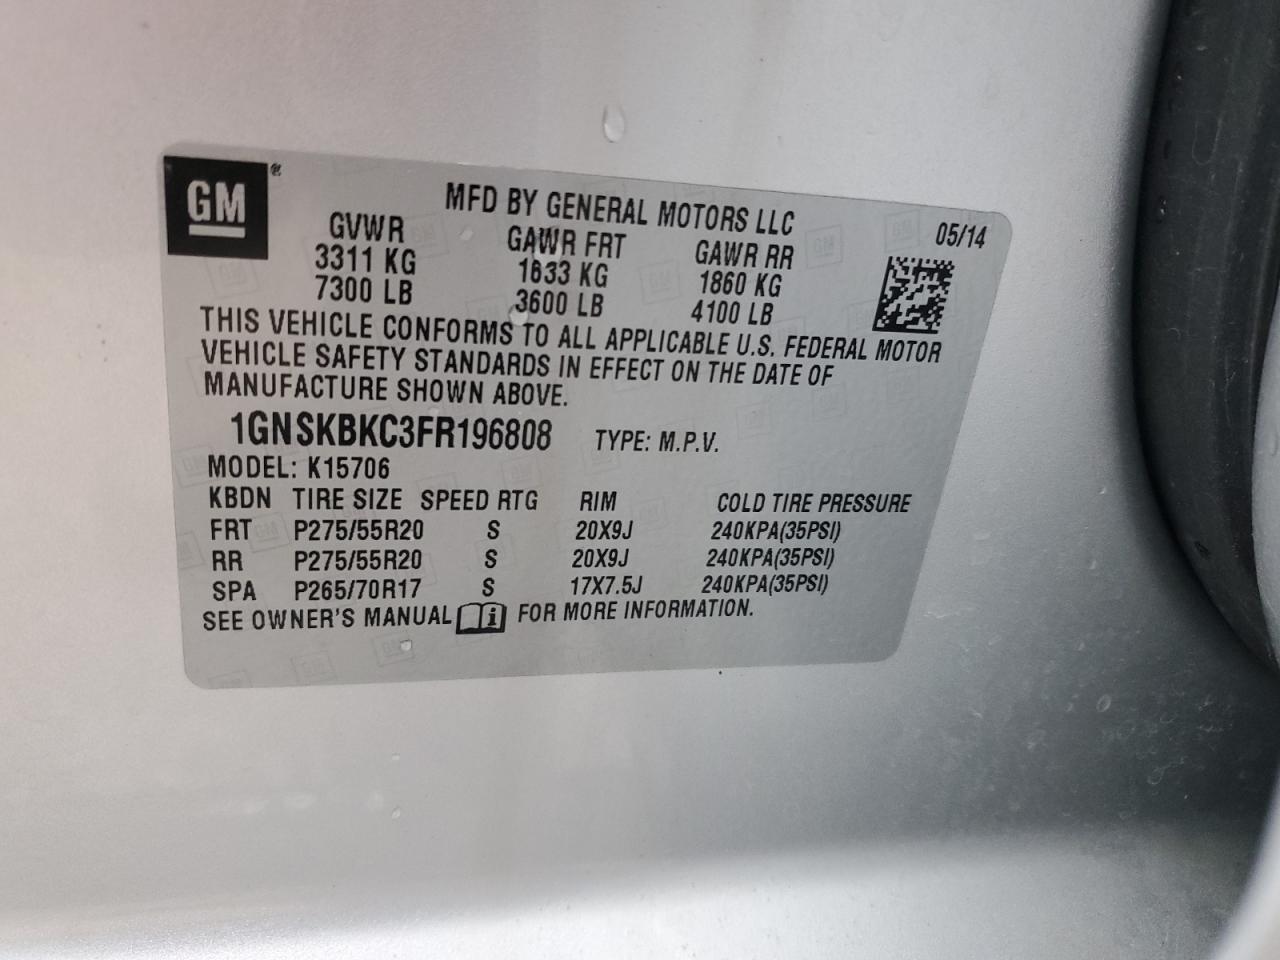 GM ®
MFD BY GENERAL MOTORS LLC
05/14
GVWR GAWR FRT GAWR RR
3311 KG 1633 KG 1860 KG
7300 LB 3600 LB 4100 LB
THIS VEHICLE CONFORMS TO ALL APPLICABLE U.S. FEDERAL MOTOR
VEHICLE SAFETY STANDARDS IN EFFECT ON THE DATE OF
MANUFACTURE SHOWN ABOVE.
1GNSKBKC3FR196808 TYPE: M.P.V.
MODEL: K15706
KBDN TIRE SIZE SPEED RTG RIM COLD TIRE PRESSURE
FRT P275/55R20 S 20X9J 240KPA(35PSI)
RR P275/55R20 S 20X9J 240KPA(35PSI)
SPA P265/70R17 S 17X7.5J 240KPA(35PSI)
SEE OWNER'S MANUAL i FOR MORE INFORMATION.